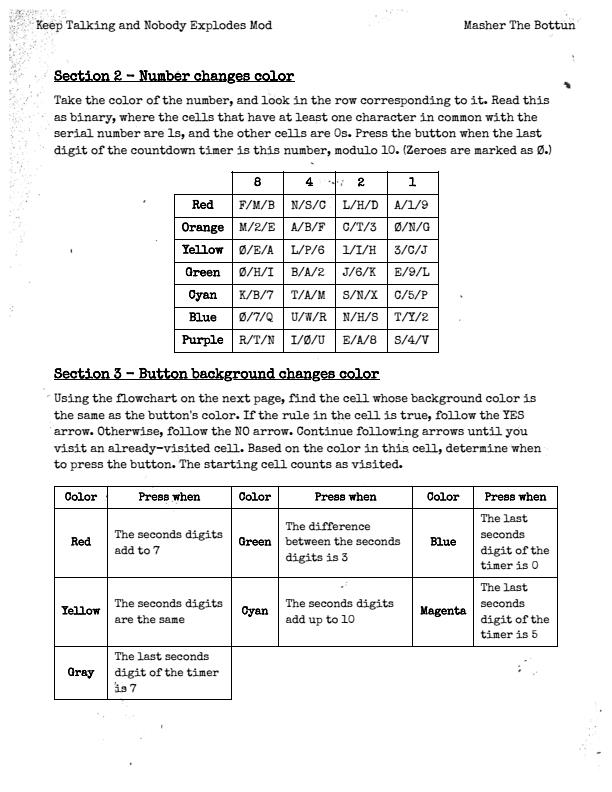 Keep Talking and Nobody Explodes Mod Masher The Bottun
Section 2 - Number changes color
Take the color of the number, and look in the row corresponding to it. Read this
as binary, where the cells that have at least one character in common with the
serial number are 1s, and the other cells are 0s. Press the button when the last
digit of the countdown timer is this number, modulo 10. (Zeroes are marked as Ø.)
8 4 2 1
Red F/M/B N/S/C L/H/D A/1/9
Orange M/2/E A/B/F C/T/3 Ø/N/G
Yellow Ø/E/A L/P/6 1/I/H 3/C/J
Green Ø/H/I B/A/2 J/6/K E/9/L
Cyan K/B/7 T/A/M S/N/X C/5/P
Blue Ø/7/Q U/W/R N/H/S T/Y/2
Purple R/T/N I/Ø/U E/A/8 S/4/V
Section 3 - Button background changes color
Using the flowchart on the next page, find the cell whose background color is
the same as the button's color. If the rule in the cell is true, follow the YES
arrow. Otherwise, follow the NO arrow. Continue following arrows until you
visit an already-visited cell. Based on the color in this cell, determine when
to press the button. The starting cell counts as visited.
Color Press when Color Press when Color Press when
Red
The seconds digits
add to 7
Green
The difference
between the seconds
digits is 3
Blue
The last
seconds
digit of the
timer is 0
Yellow
The seconds digits
are the same
Cyan
The seconds digits
add up to 10
Magenta
The last
seconds
digit of the
timer is 5
Gray
The last seconds
digit of the timer
is 7